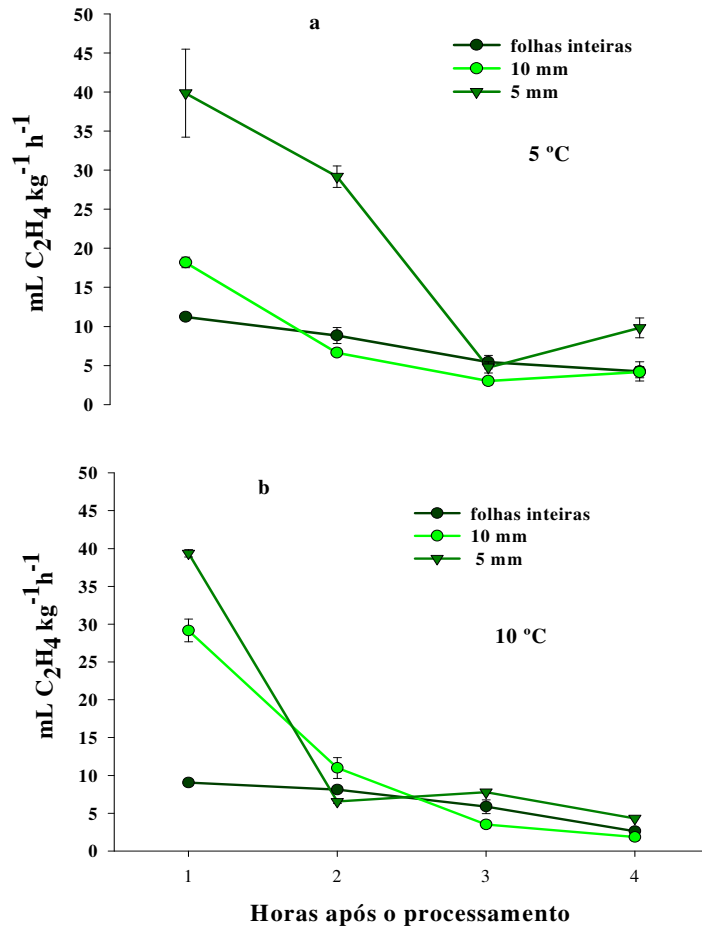 a
50
45
40
35
30
25
20
15
10
5
0
mL C2H4 kg-1 h-1
folhas inteiras
10 mm
5 mm
5 ºC
b
50
45
40
35
30
25
20
15
10
5
0
mL C2H4 kg-1h-1
folhas inteiras
10 mm
5 mm
10 ºC
1 2 3 4
Horas após o processamento